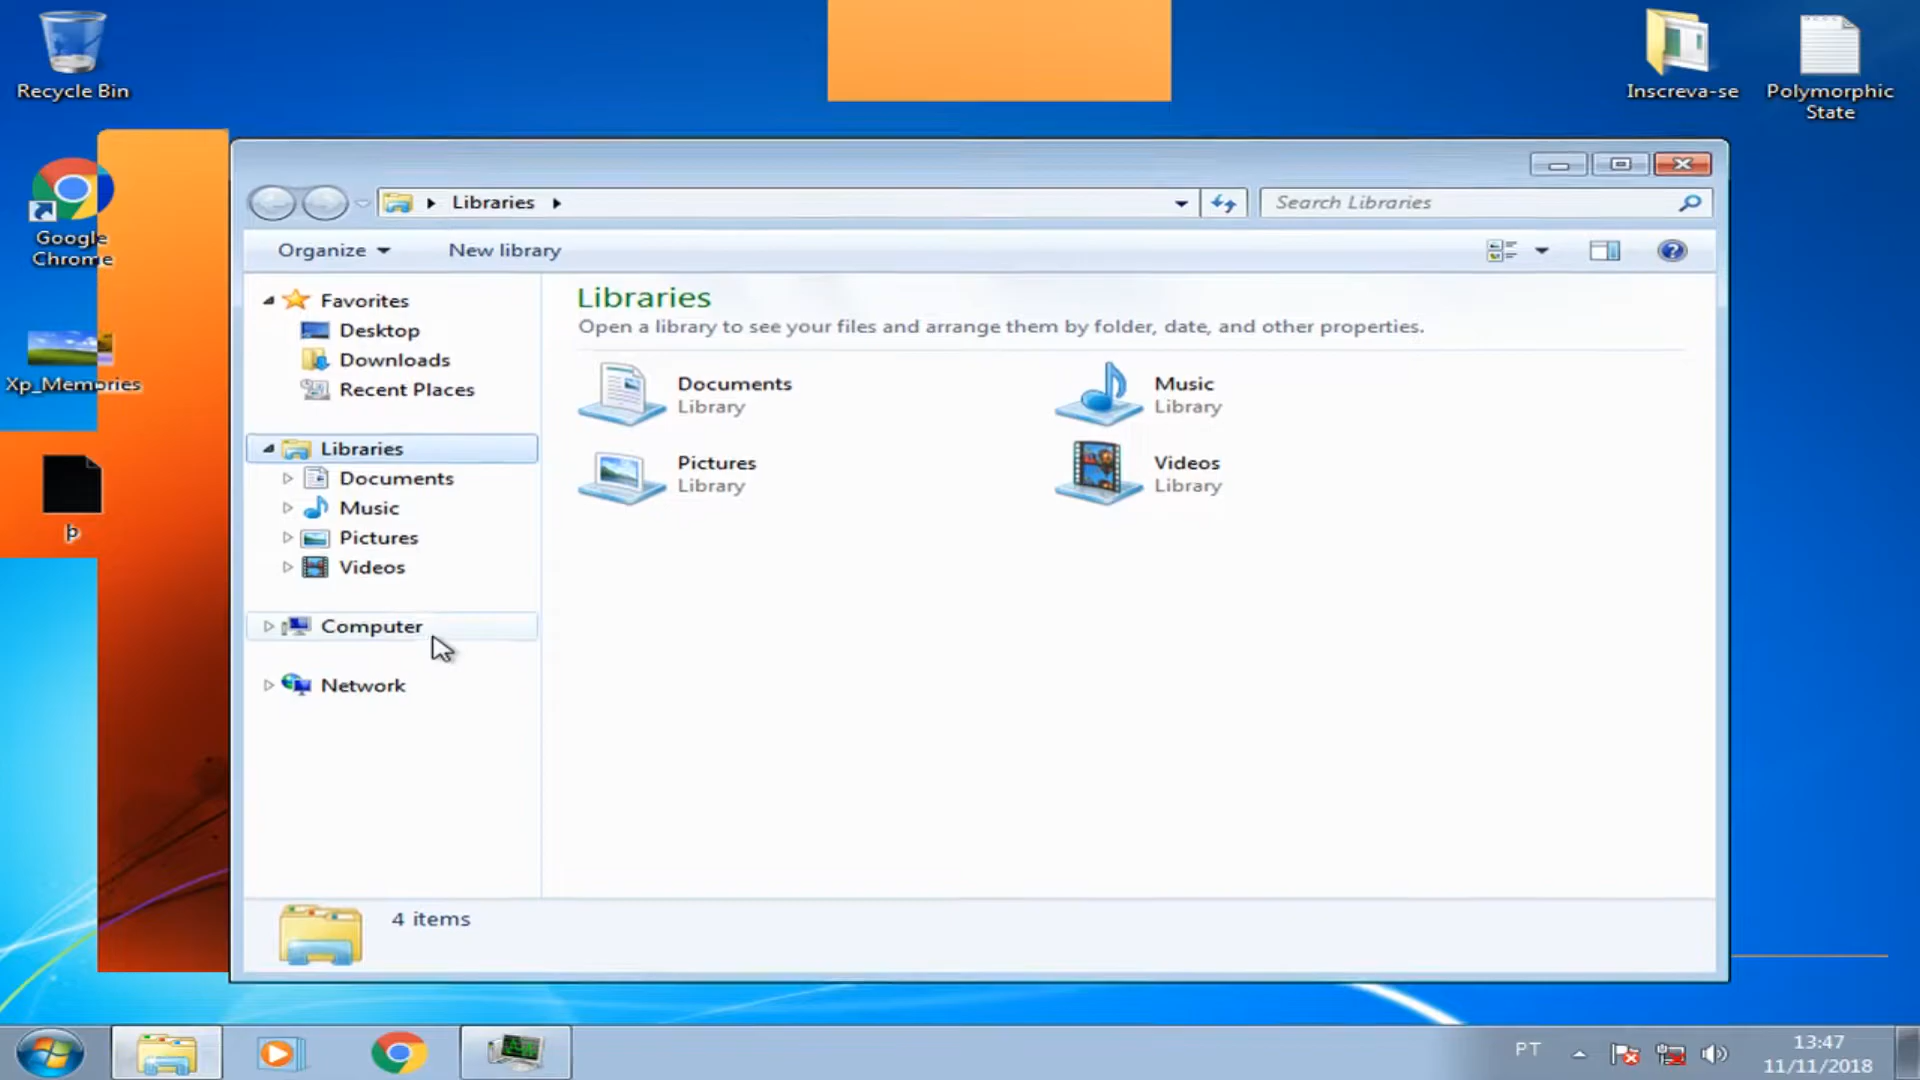 Recycle Bin
Inscreva-se
Polymorphic
State
Google
Chrome
Xp_Memories
þ
Libraries
Search Libraries
Organize
New library
Favorites
Desktop
Downloads
Recent Places
Libraries
Documents
Music
Pictures
Videos
Computer
Network
Libraries
Open a library to see your files and arrange them by folder, date, and other properties.
Documents
Library
Music
Library
Pictures
Library
Videos
Library
4 items
PT
13:47
11/11/2018